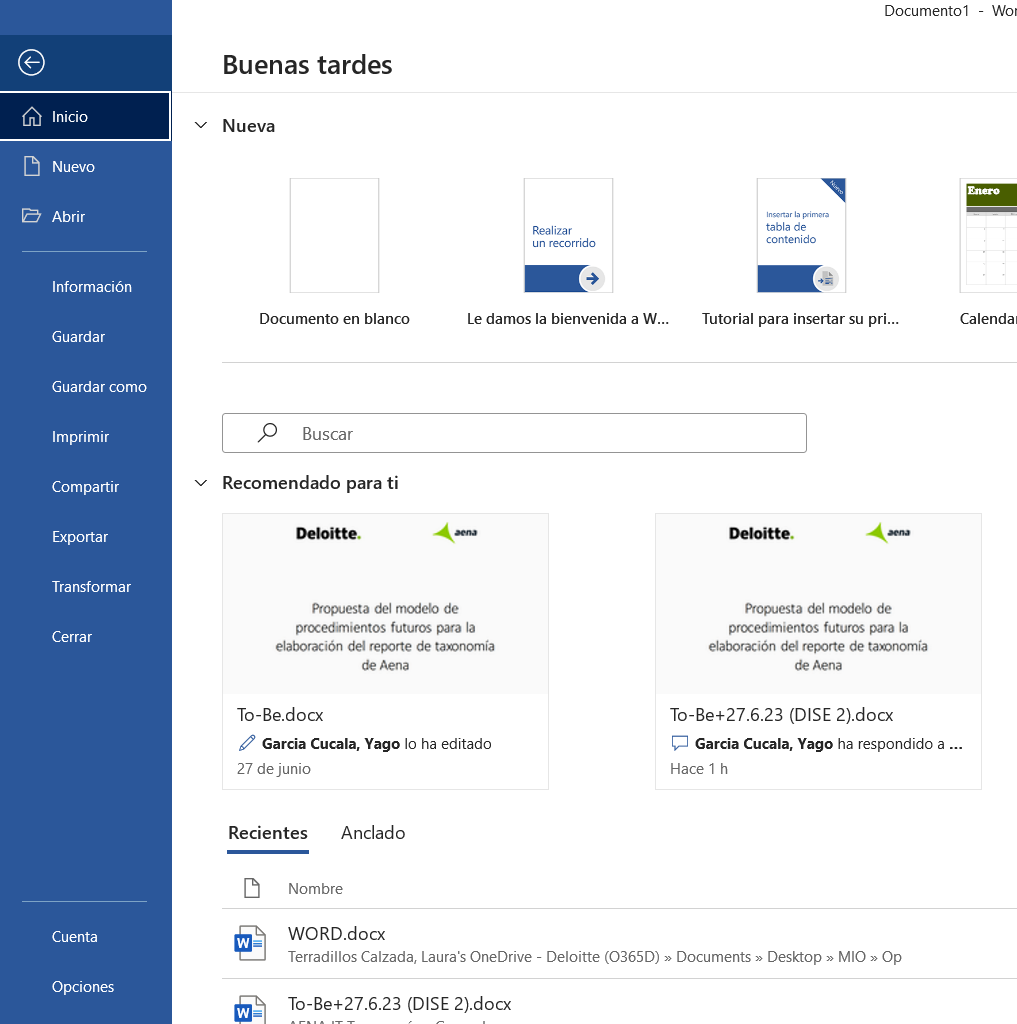 Documento1 - Wor
Buenas tardes
Inicio
Nuevo
Abrir
Información
Guardar
Guardar como
Imprimir
Compartir
Exportar
Transformar
Cerrar
Cuenta
Opciones
Nueva
Realizar
un recorrido
Nuevo
Insertar la primera
tabla de
contenido
Enero
Documento en blanco
Le damos la bienvenida a W...
Tutorial para insertar su pri...
Calendar
Buscar
Recomendado para ti
Deloitte. aena
Propuesta del modelo de
procedimientos futuros para la
elaboración del reporte de taxonomía
de Aena
To-Be.docx
Garcia Cucala, Yago lo ha editado
27 de junio
Deloitte. aena
Propuesta del modelo de
procedimientos futuros para la
elaboración del reporte de taxonomía
de Aena
To-Be+27.6.23 (DISE 2).docx
Garcia Cucala, Yago ha respondido a ...
Hace 1 h
Recientes Anclado
Nombre
W
WORD.docx
Terradillos Calzada, Laura's OneDrive - Deloitte (O365D) » Documents » Desktop » MIO » Op
W
To-Be+27.6.23 (DISE 2).docx